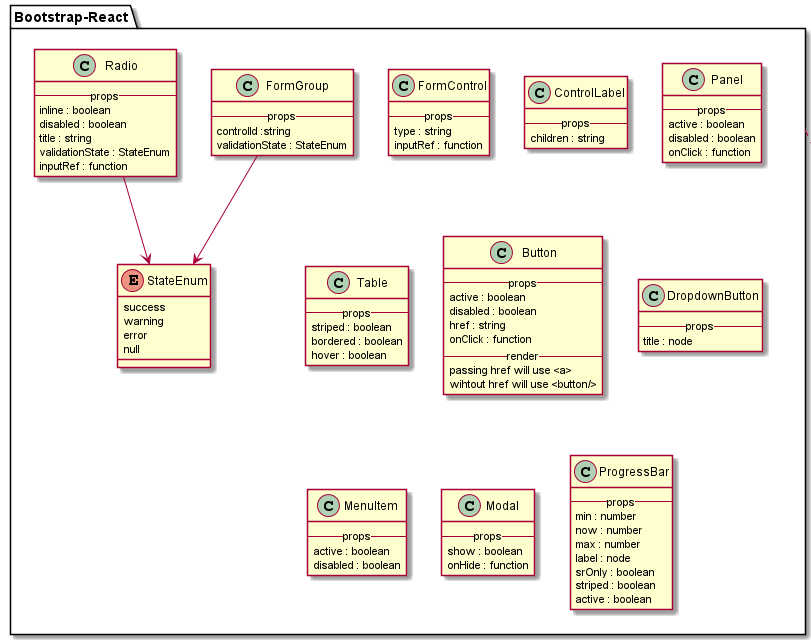 Bootstrap-React
C Radio
props
inline : boolean
disabled : boolean
title : string
validationState : StateEnum
inputRef : function
C FormGroup
props
controlId :string
validationState : StateEnum
C FormControl
props
type : string
inputRef : function
C ControlLabel
props
children : string
C Panel
props
active : boolean
disabled : boolean
onClick : function
E StateEnum
success
warning
error
null
C Table
props
striped : boolean
bordered : boolean
hover : boolean
C Button
props
active : boolean
disabled : boolean
href : string
onClick : function
render
passing href will use <a>
wihtout href will use <button/>
C DropdownButton
props
title : node
C MenuItem
props
active : boolean
disabled : boolean
C Modal
props
show : boolean
onHide : function
C ProgressBar
props
min : number
now : number
max : number
label : node
srOnly : boolean
striped : boolean
active : boolean